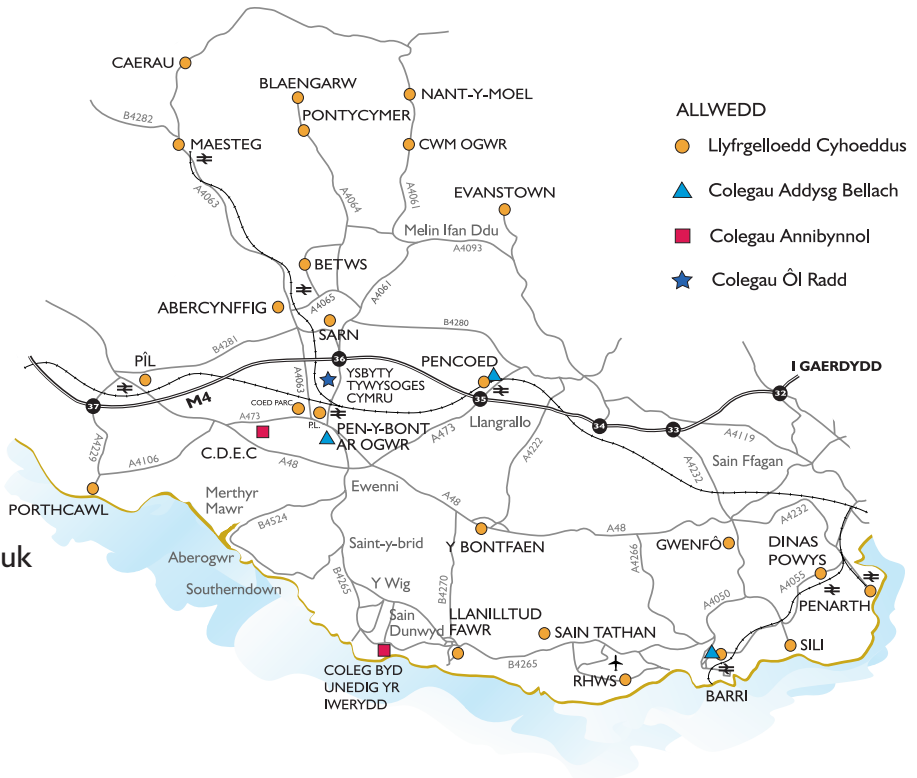 CAERAU
BLAENGARW
NANT-Y-MOEL
B4282
PONTYCYMER
MAESTEG
CWM OGWR
A4063
A4064
A4061
EVANSTOWN
Melin Ifan Ddu
A4093
BETWS
A4065
A4061
ABERCYNFFIG
SARN
B4280
B4281
PÎL
36
PENCOED
YSBYTY
TYWYSOGES
CYMRU
M4
A4063
37
35
34
33
32
I GAERDYDD
COED PARC
P.L.
A473
PEN-Y-BONT
AR OGWR
A473
Llangrallo
A4222
A4119
C.D.E.C
A48
Sain Ffagan
A4232
A4229
A4106
PORTHCAWL
Merthyr
Mawr
Ewenni
A48
B4524
Y BONTFAEN
A48
A4232
GWENFÔ
DINAS
POWYS
uk
Aberogwr
Saint-y-brid
A4266
Southerndown
B4265
Y Wig
B4270
A4050
A4055
PENARTH
Sain
Dunwyd
LLANILLTUD
FAWR
SAIN TATHAN
SILI
B4265
COLEG BYD
UNEDIG YR
IWERYDD
RHWS
BARRI
ALLWEDD
Llyfrgelloedd Cyhoeddus
Colegau Addysg Bellach
Colegau Annibynnol
Colegau Ôl Radd